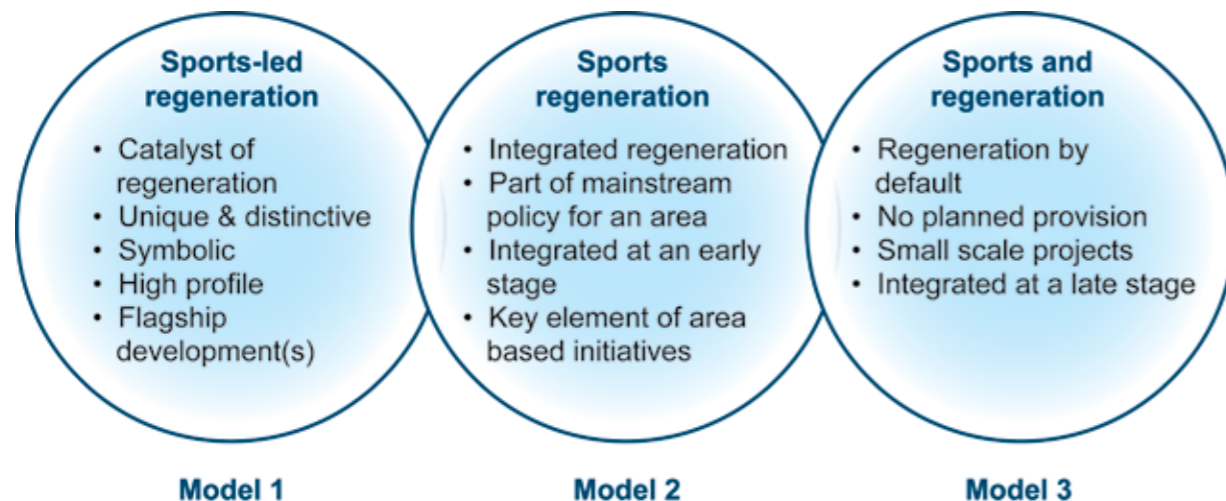 Sports-led
regeneration
• Catalyst of
regeneration
• Unique & distinctive
• Symbolic
• High profile
• Flagship
development(s)
Model 1
Sports
regeneration
• Integrated regeneration
• Part of mainstream
policy for an area
• Integrated at an early
stage
• Key element of area
based initiatives
Model 2
Sports and
regeneration
• Regeneration by
default
• No planned provision
• Small scale projects
• Integrated at a late stage
Model 3